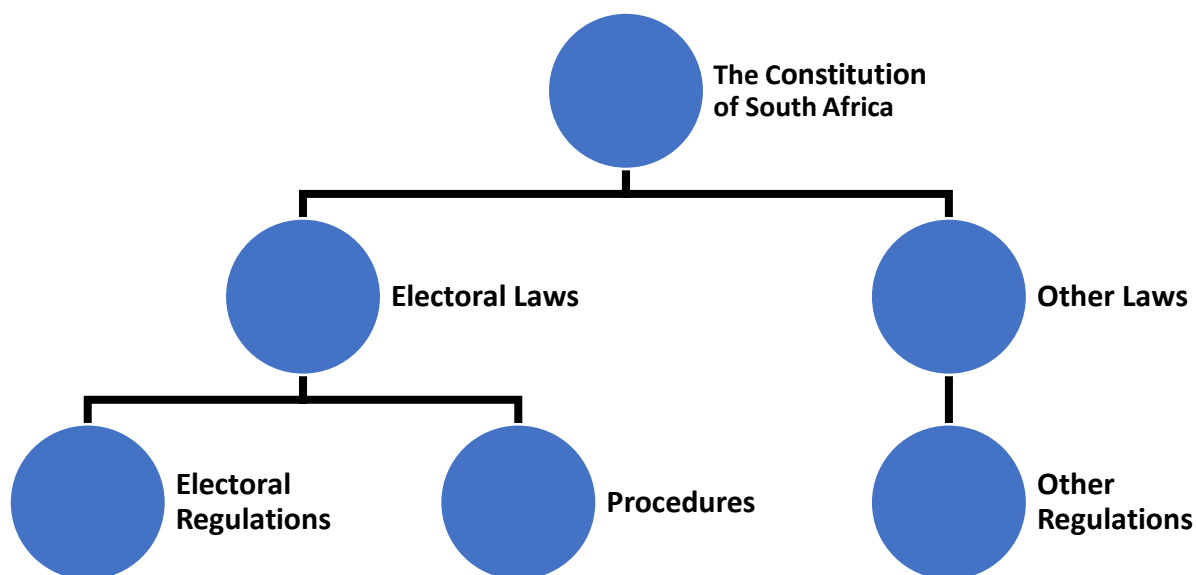 The Constitution
of South Africa
Electoral Laws
Other Laws
Electoral
Regulations
Procedures
Other
Regulations